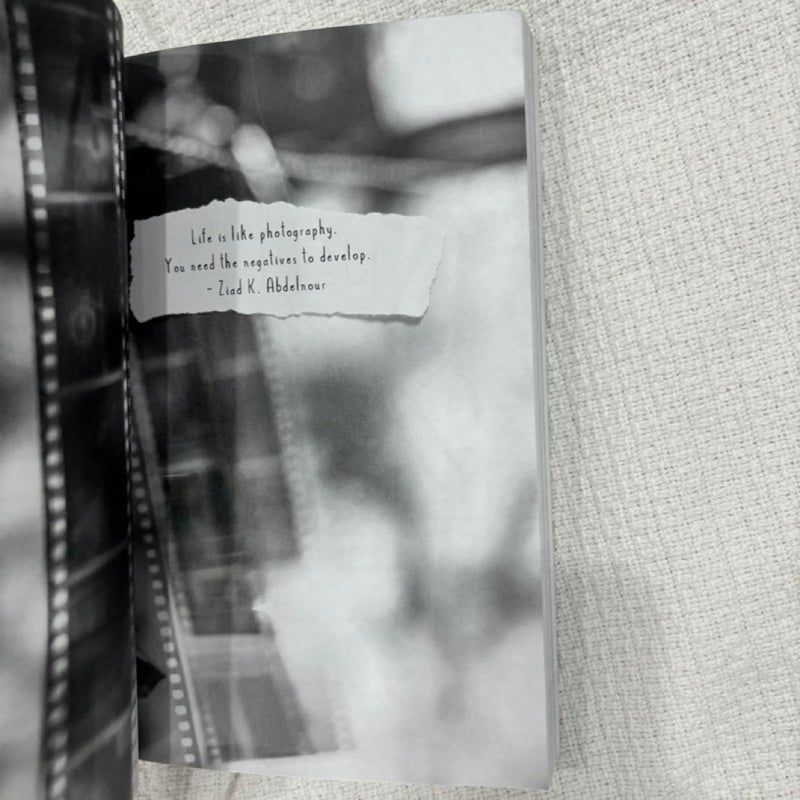 Life is like photography.
You need the negatives to develop.
- Ziad K. Abdelnour